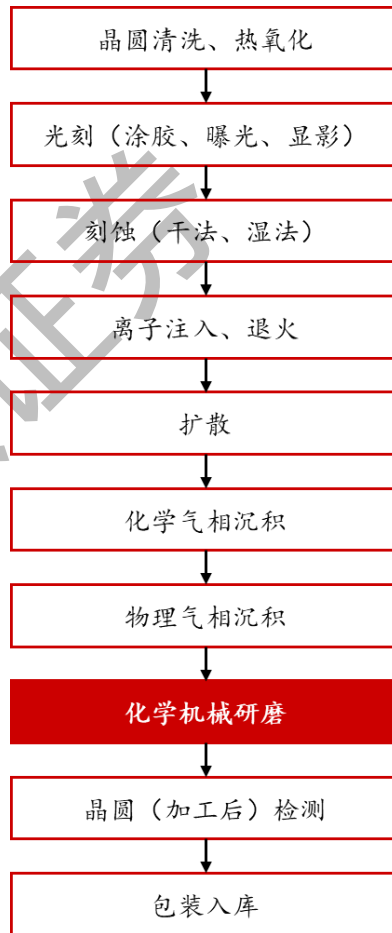 晶圆清洗、热氧化
光刻（涂胶、曝光、显影）
刻蚀（干法、湿法）
离子注入、退火
扩散
化学气相沉积
物理气相沉积
化学机械研磨
晶圆（加工后）检测
包装入库
证券